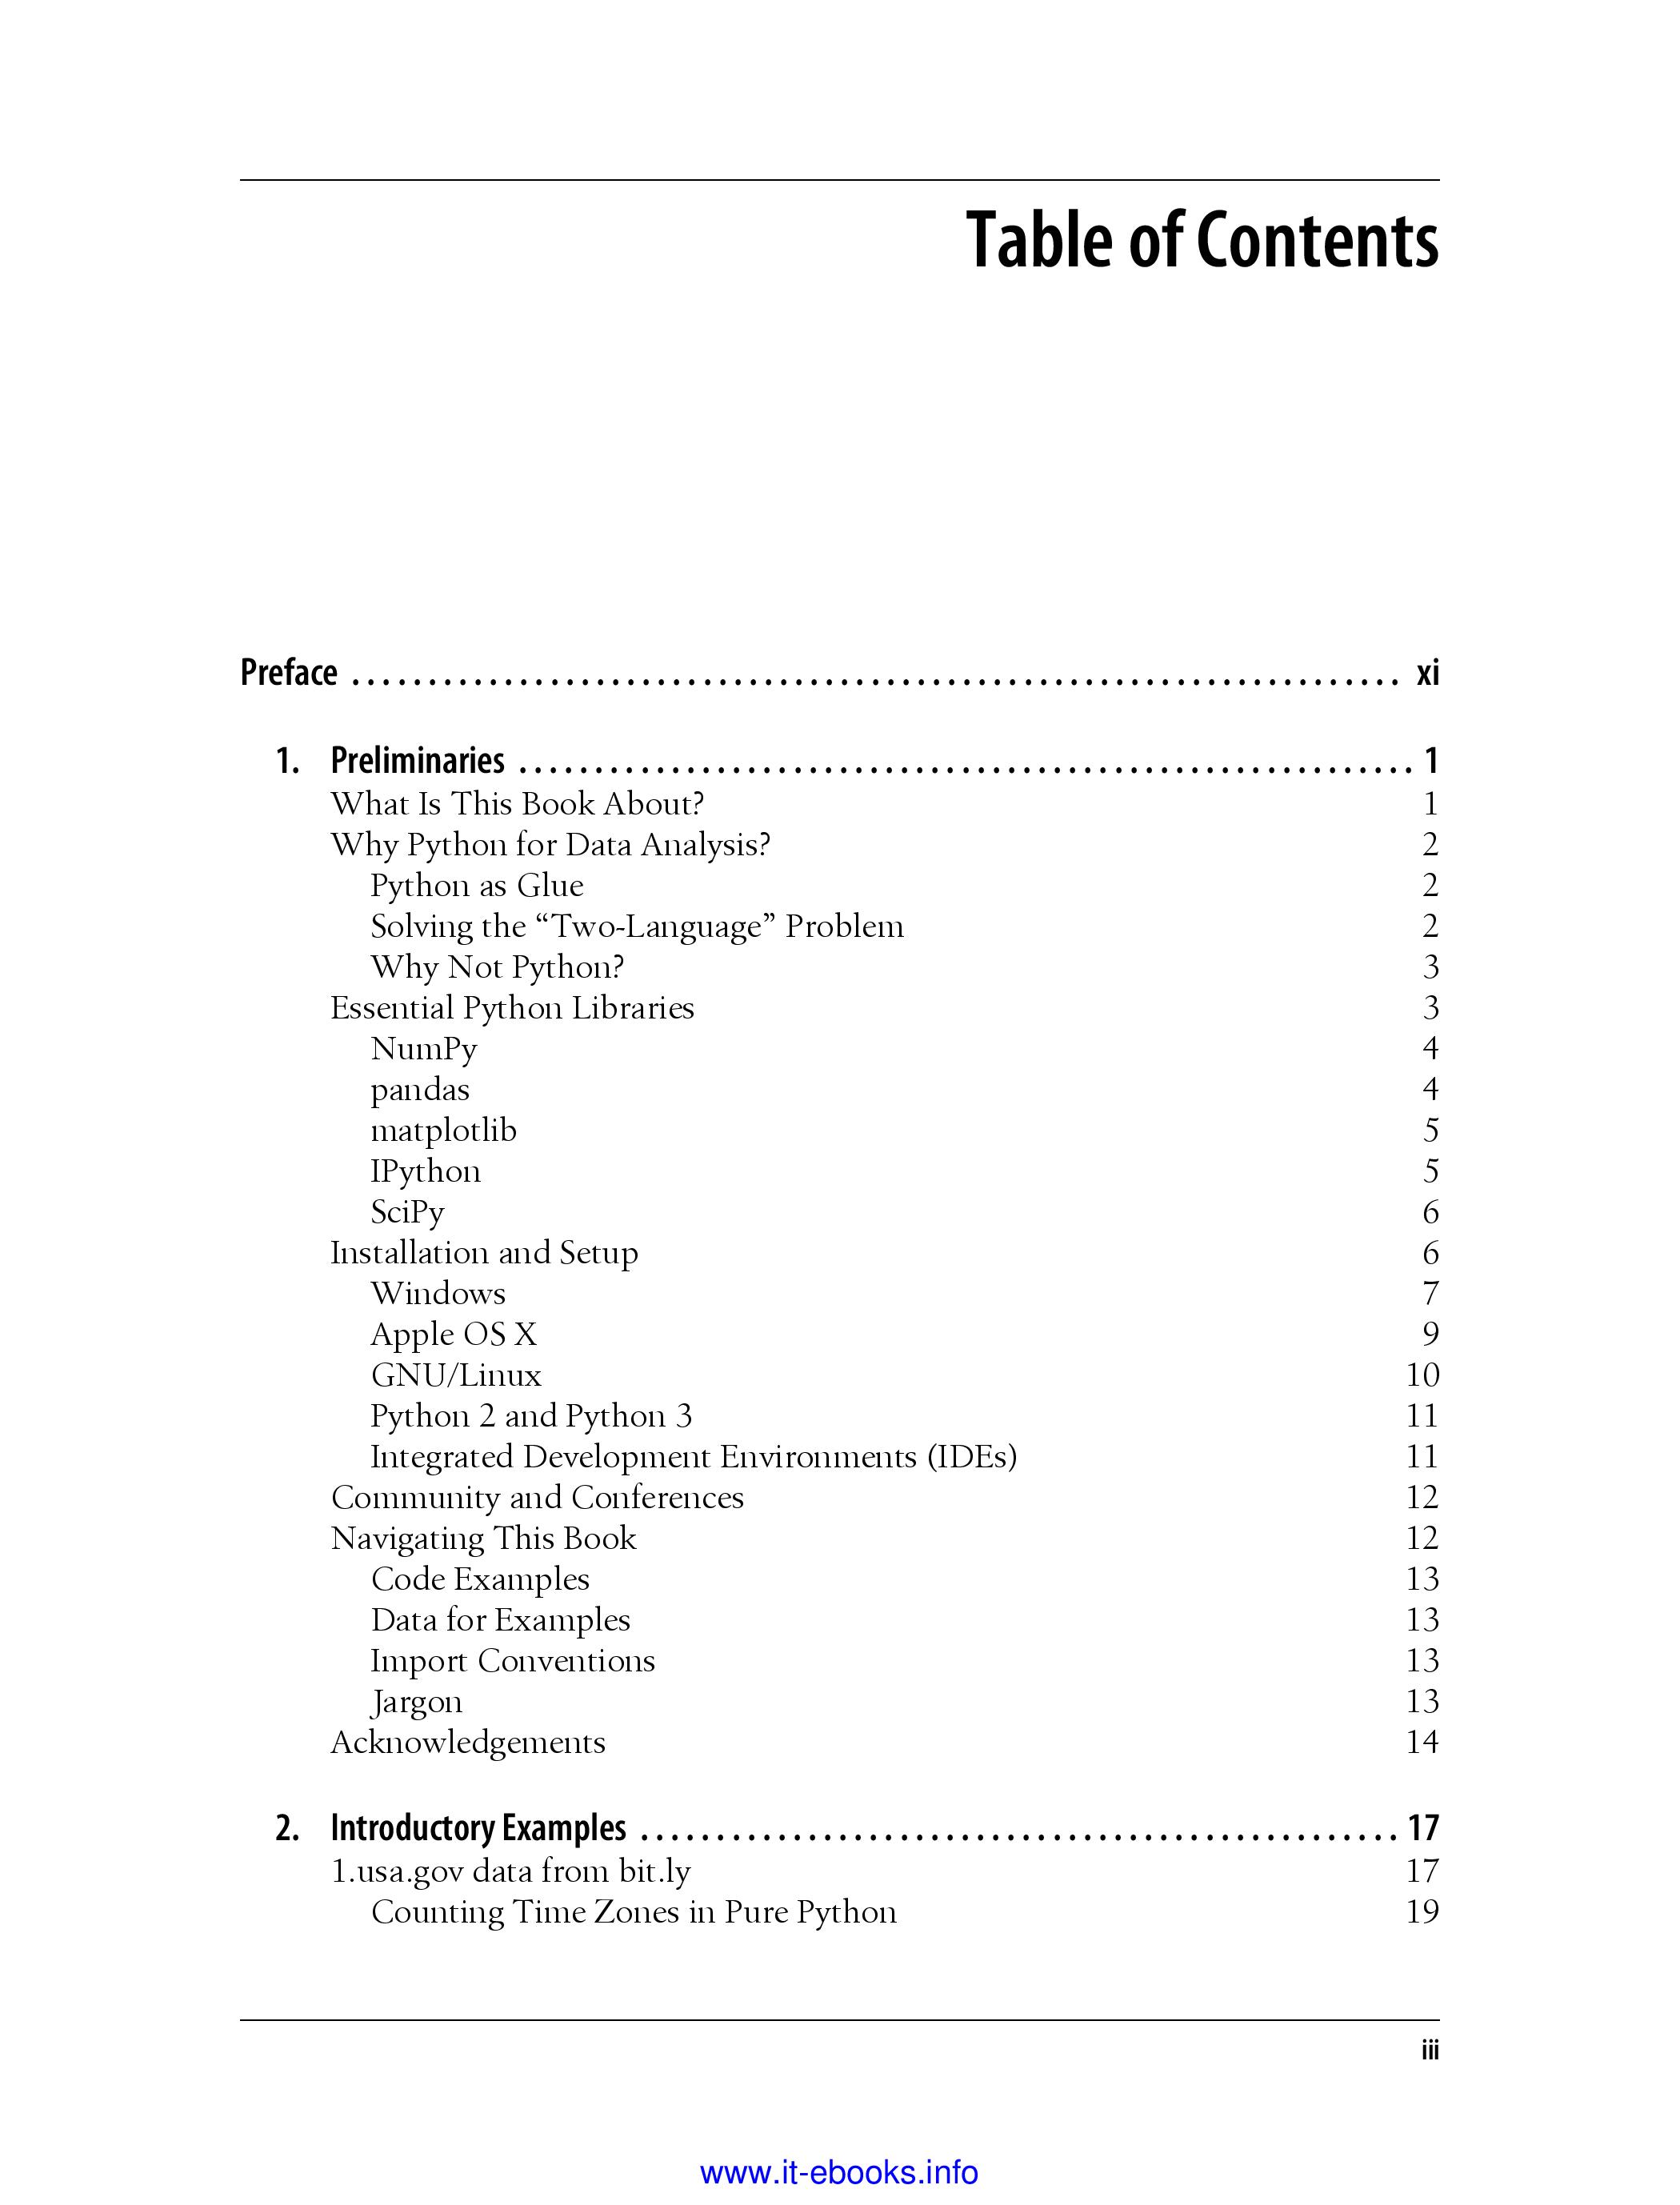 Table of Contents
Preface . . . . . . . . . . . . . . . . . . . . . . . . . . . . . . . . . . . . . . . . . . . . . . . . . . . . . . . . . . . . . . . . . . . . . xi
1. Preliminaries . . . . . . . . . . . . . . . . . . . . . . . . . . . . . . . . . . . . . . . . . . . . . . . . . . . . . . . . . . . 1
What Is This Book About? 1
Why Python for Data Analysis? 2
Python as Glue 2
Solving the “Two-Language” Problem 2
Why Not Python? 3
Essential Python Libraries 3
NumPy 4
pandas 4
matplotlib 5
IPython 5
SciPy 6
Installation and Setup 6
Windows 7
Apple OS X 9
GNU/Linux 10
Python 2 and Python 3 11
Integrated Development Environments (IDEs) 11
Community and Conferences 12
Navigating This Book 12
Code Examples 13
Data for Examples 13
Import Conventions 13
Jargon 13
Acknowledgements 14
2. Introductory Examples . . . . . . . . . . . . . . . . . . . . . . . . . . . . . . . . . . . . . . . . . . . . . . . . . . 17
1.usa.gov data from bit.ly 17
Counting Time Zones in Pure Python 19
iii
www.it-ebooks.info